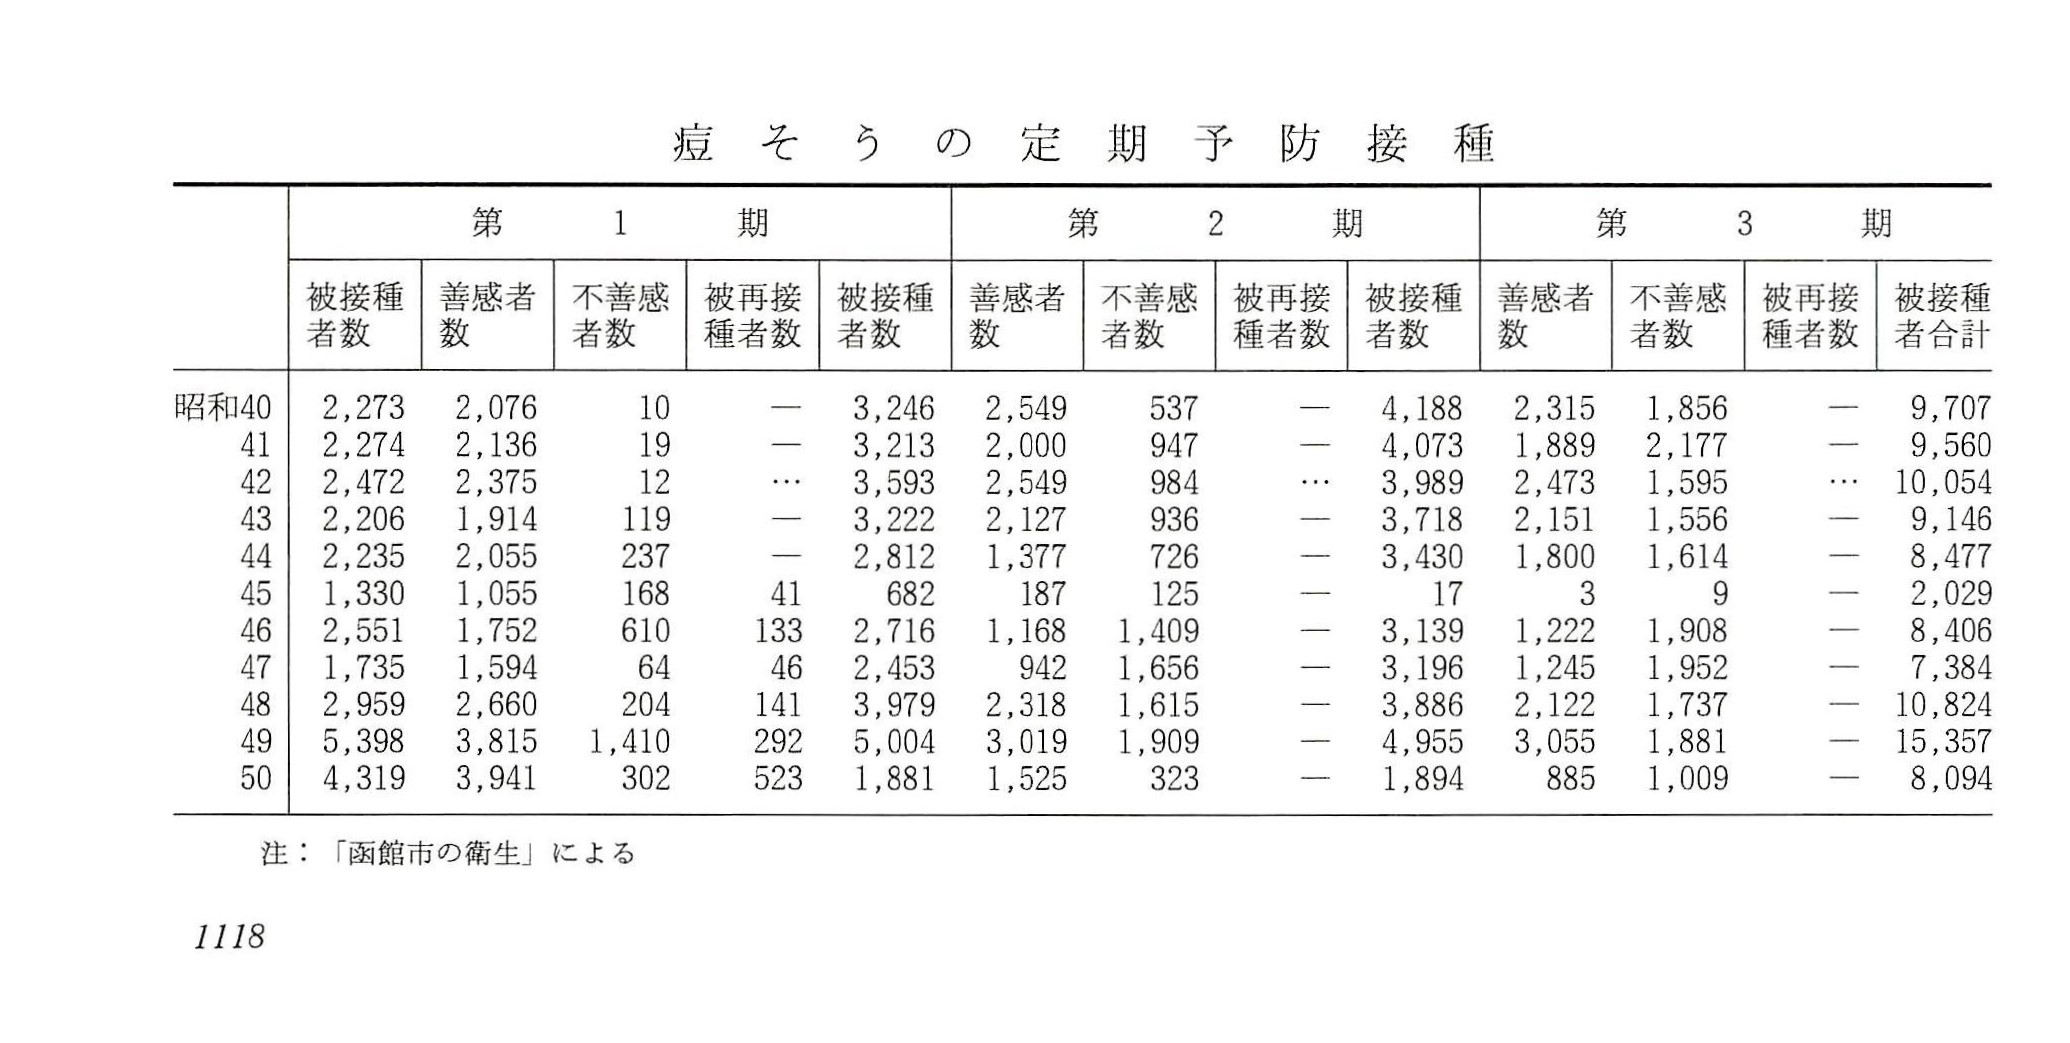 痘そうの定期予防接種
第1期 第2期 第3期
被接種者数 善感者数 不善感者数 被再接種者数 被接種者数 善感者数 不善感者数 被再接種者数 被接種者数 善感者数 不善感者数 被再接種者数 被接種者合計
昭和40 2,273 2,076 10 — 3,246 2,549 537 — 4,188 2,315 1,856 — 9,707
41 2,274 2,136 19 — 3,213 2,000 947 — 4,073 1,889 2,177 — 9,560
42 2,472 2,375 12 … 3,593 2,549 984 … 3,989 2,473 1,595 … 10,054
43 2,206 1,914 119 — 3,222 2,127 936 — 3,718 2,151 1,556 — 9,146
44 2,235 2,055 237 — 2,812 1,377 726 — 3,430 1,800 1,614 — 8,477
45 1,330 1,055 168 41 682 187 125 — 17 3 9 — 2,029
46 2,551 1,752 610 133 2,716 1,168 1,409 — 3,139 1,222 1,908 — 8,406
47 1,735 1,594 64 46 2,453 942 1,656 — 3,196 1,245 1,952 — 7,384
48 2,959 2,660 204 141 3,979 2,318 1,615 — 3,886 2,122 1,737 — 10,824
49 5,398 3,815 1,410 292 5,004 3,019 1,909 — 4,955 3,055 1,881 — 15,357
50 4,319 3,941 302 523 1,881 1,525 323 — 1,894 885 1,009 — 8,094
注：「函館市の衛生」による
1118